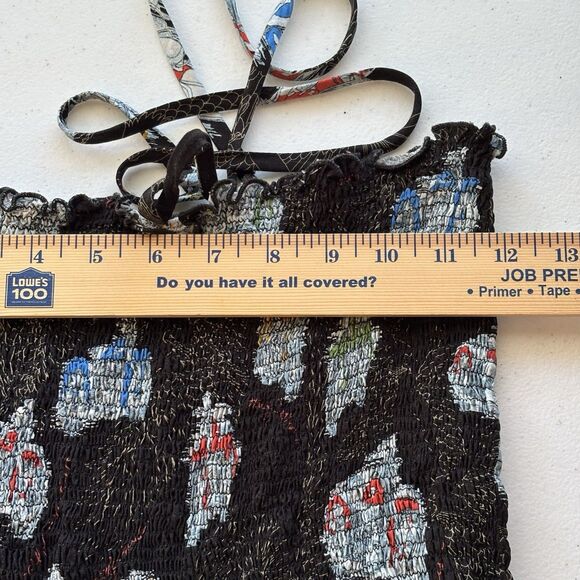 4 5 6 7 8 9 10 11 12 13
LOWE'S
100
Do you have it all covered?
JOB PRE
• Primer • Tape •